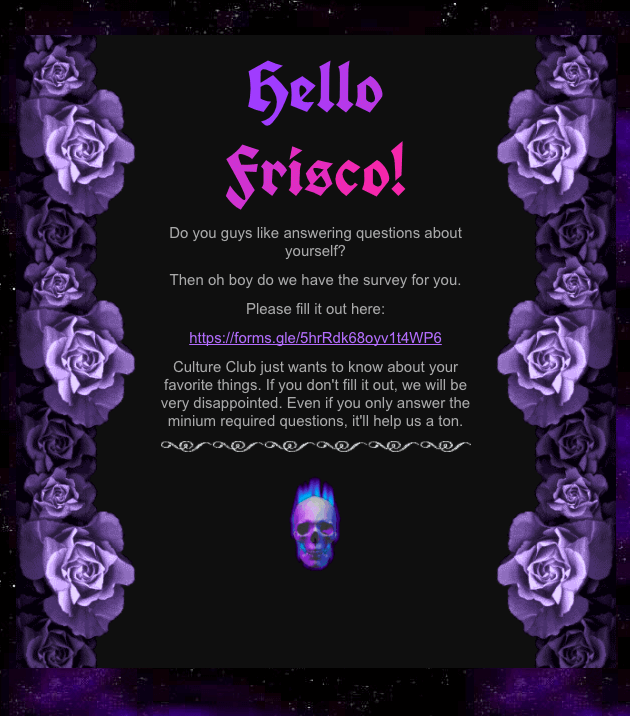 Hello
Frisco!
Do you guys like answering questions about
yourself?
Then oh boy do we have the survey for you.
Please fill it out here:
https://forms.gle/5hrRdk68oyv1t4WP6
Culture Club just wants to know about your
favorite things. If you don't fill it out, we will be
very disappointed. Even if you only answer the
minium required questions, it'll help us a ton.